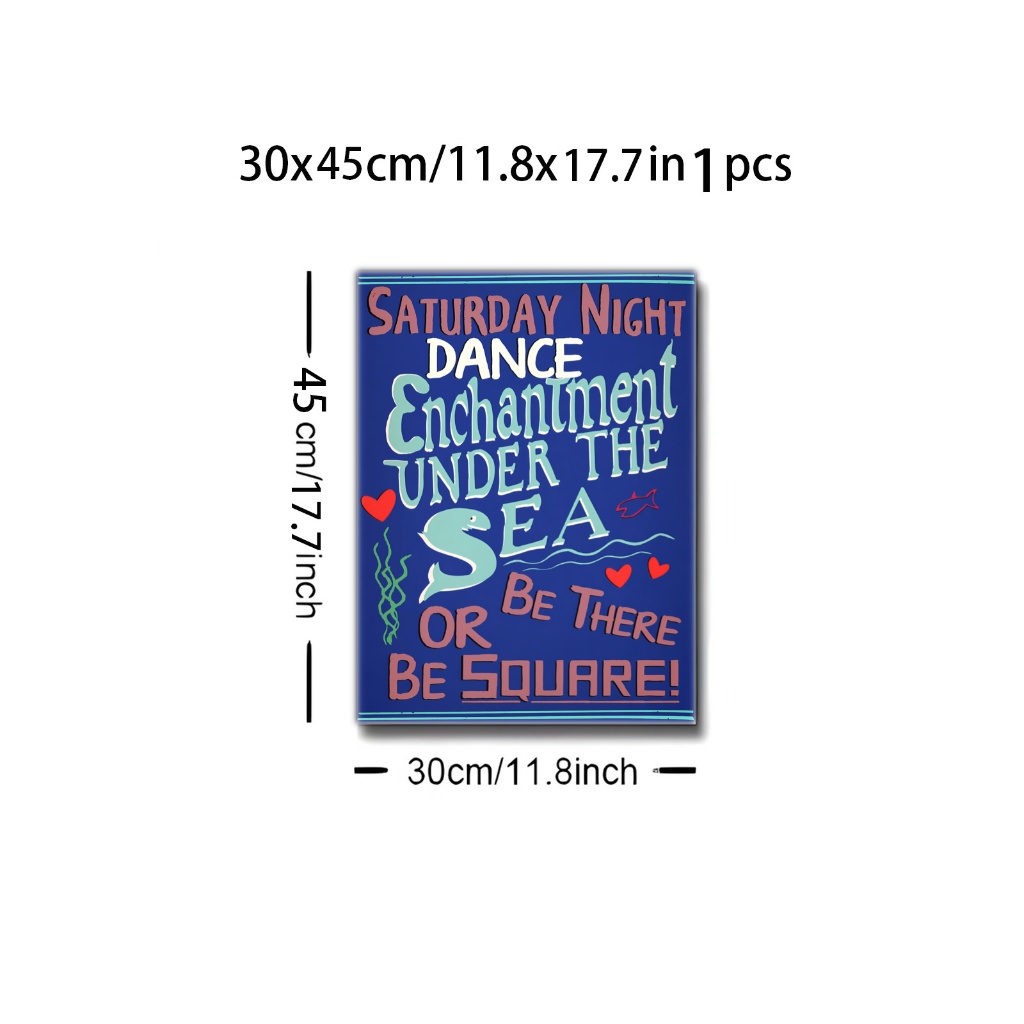 30x45cm/11.8x17.7in 1 pcs
SATURDAY NIGHT
DANCE
Enchantment
UNDER THE
SEA
BE THERE
OR
BE SQUARE!
45 cm/17.7inch
30cm/11.8inch